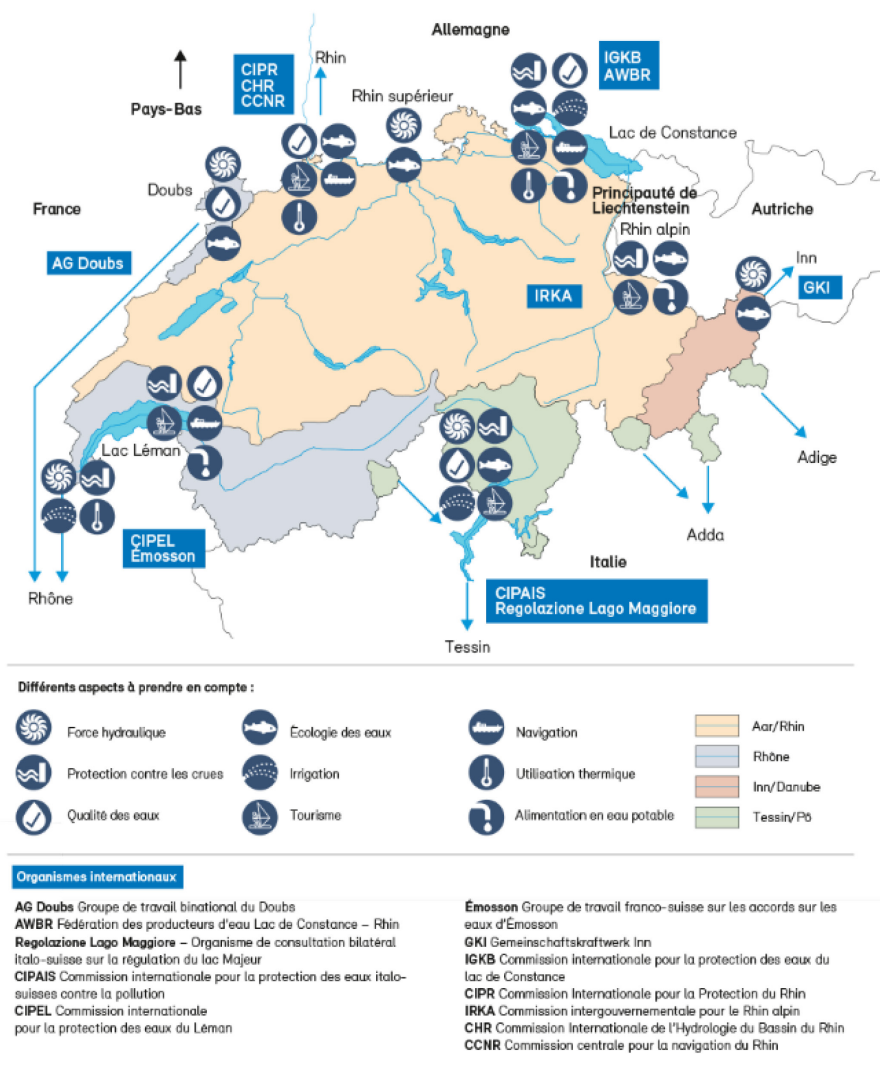 Allemagne
CIPR
CHR
CCNR
Rhin
IGKB
AWBR
Pays-Bas
Rhin supérieur
Lac de Constance
Doubs
France
Principauté de
Liechtenstein
Autriche
Rhin alpin
AG Doubs
Inn
IRKA
GKI
Lac Léman
Adige
CIPEL
Émosson
Adda
Italie
Rhône
CIPAIS
Regolazione Lago Maggiore
Tessin
Différents aspects à prendre en compte :
Force hydraulique
Écologie des eaux
Navigation
Aar/Rhin
Protection contre les crues
Irrigation
Utilisation thermique
Rhône
Inn/Danube
Qualité des eaux
Tourisme
Alimentation en eau potable
Tessin/Pô
Organismes internationaux
AG Doubs Groupe de travail binational du Doubs
AWBR Fédération des producteurs d'eau Lac de Constance – Rhin
Regolazione Lago Maggiore – Organisme de consultation bilatéral
italo-suisse sur la régulation du lac Majeur
CIPAIS Commission internationale pour la protection des eaux italo-
suisses contre la pollution
CIPEL Commission internationale
pour la protection des eaux du Léman
Émosson Groupe de travail franco-suisse sur les accords sur les
eaux d'Émosson
GKI Gemeinschaftskraftwerk Inn
IGKB Commission internationale pour la protection des eaux du
lac de Constance
CIPR Commission Internationale pour la Protection du Rhin
IRKA Commission intergouvernementale pour le Rhin alpin
CHR Commission Internationale de l'Hydrologie du Bassin du Rhin
CCNR Commission centrale pour la navigation du Rhin